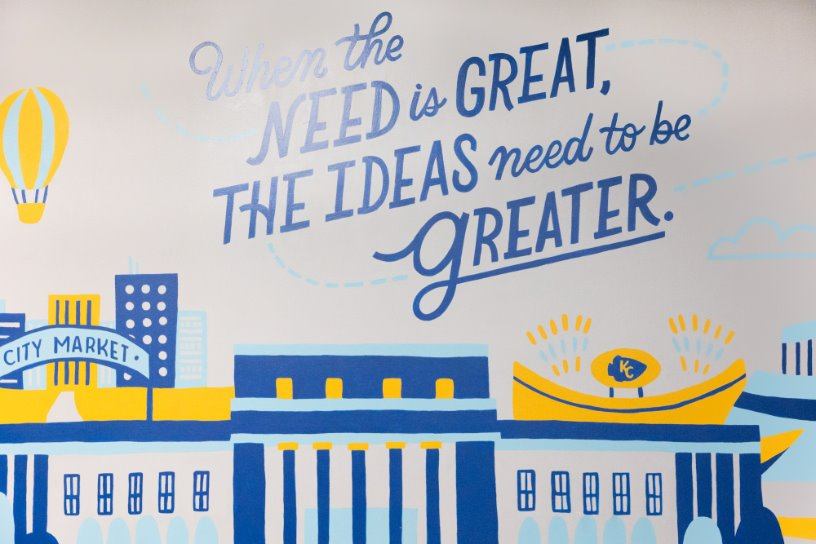 When the
NEED is GREAT,
THE IDEAS need to be
GREATER.
CITY MARKET •
KC